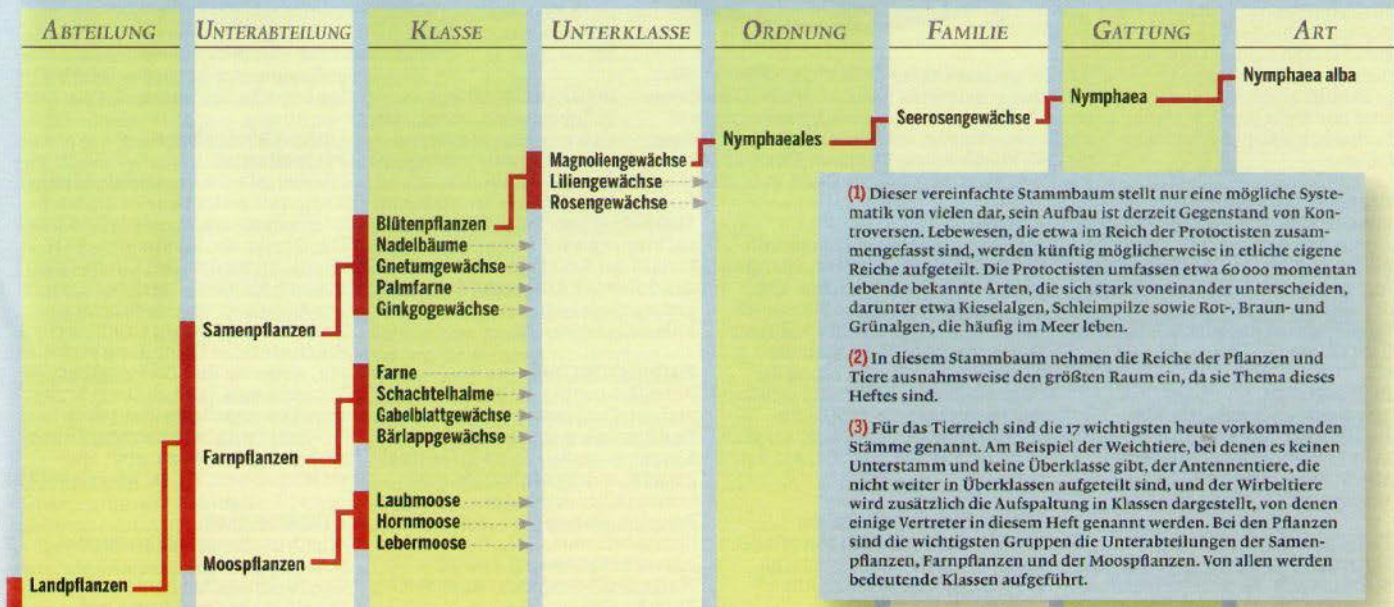 ABTEILUNG UNTERABTEILUNG KLASSE UNTERKLASSE ORDNUNG FAMILIE GATTUNG ART
Nymphaea alba
Nymphaea
Seerosengewächse
Nymphaeales
Magnoliengewächse
Liliengewächse
Rosengewächse
Blütenpflanzen
Nadelbäume
Gnetumgewächse
Palmfarne
Ginkgogewächse
Samenpflanzen
Farne
Schachtelhalme
Gabelblattgewächse
Bärlappgewächse
Farnpflanzen
Laubmoose
Hornmoose
Lebermoose
Moospflanzen
Landpflanzen
(1) Dieser vereinfachte Stammbaum stellt nur eine mögliche Syste-
matik von vielen dar, sein Aufbau ist derzeit Gegenstand von Kon-
troversen. Lebewesen, die etwa im Reich der Protoctisten zusam-
mengefasst sind, werden künftig möglicherweise in etliche eigene
Reiche aufgeteilt. Die Protoctisten umfassen etwa 60 000 momentan
lebende bekannte Arten, die sich stark voneinander unterscheiden,
darunter etwa Kieselalgen, Schleimpilze sowie Rot-, Braun- und
Grünalgen, die häufig im Meer leben.
(2) In diesem Stammbaum nehmen die Reiche der Pflanzen und
Tiere ausnahmsweise den größten Raum ein, da sie Thema dieses
Heftes sind.
(3) Für das Tierreich sind die 17 wichtigsten heute vorkommenden
Stämme genannt. Am Beispiel der Weichtiere, bei denen es keinen
Unterstamm und keine Überklasse gibt, der Antennentiere, die
nicht weiter in Überklassen aufgeteilt sind, und der Wirbeltiere
wird zusätzlich die Aufspaltung in Klassen dargestellt, von denen
einige Vertreter in diesem Heft genannt werden. Bei den Pflanzen
sind die wichtigsten Gruppen die Unterabteilungen der Samen-
pflanzen, Farnpflanzen und der Moospflanzen. Von allen werden
bedeutende Klassen aufgeführt.